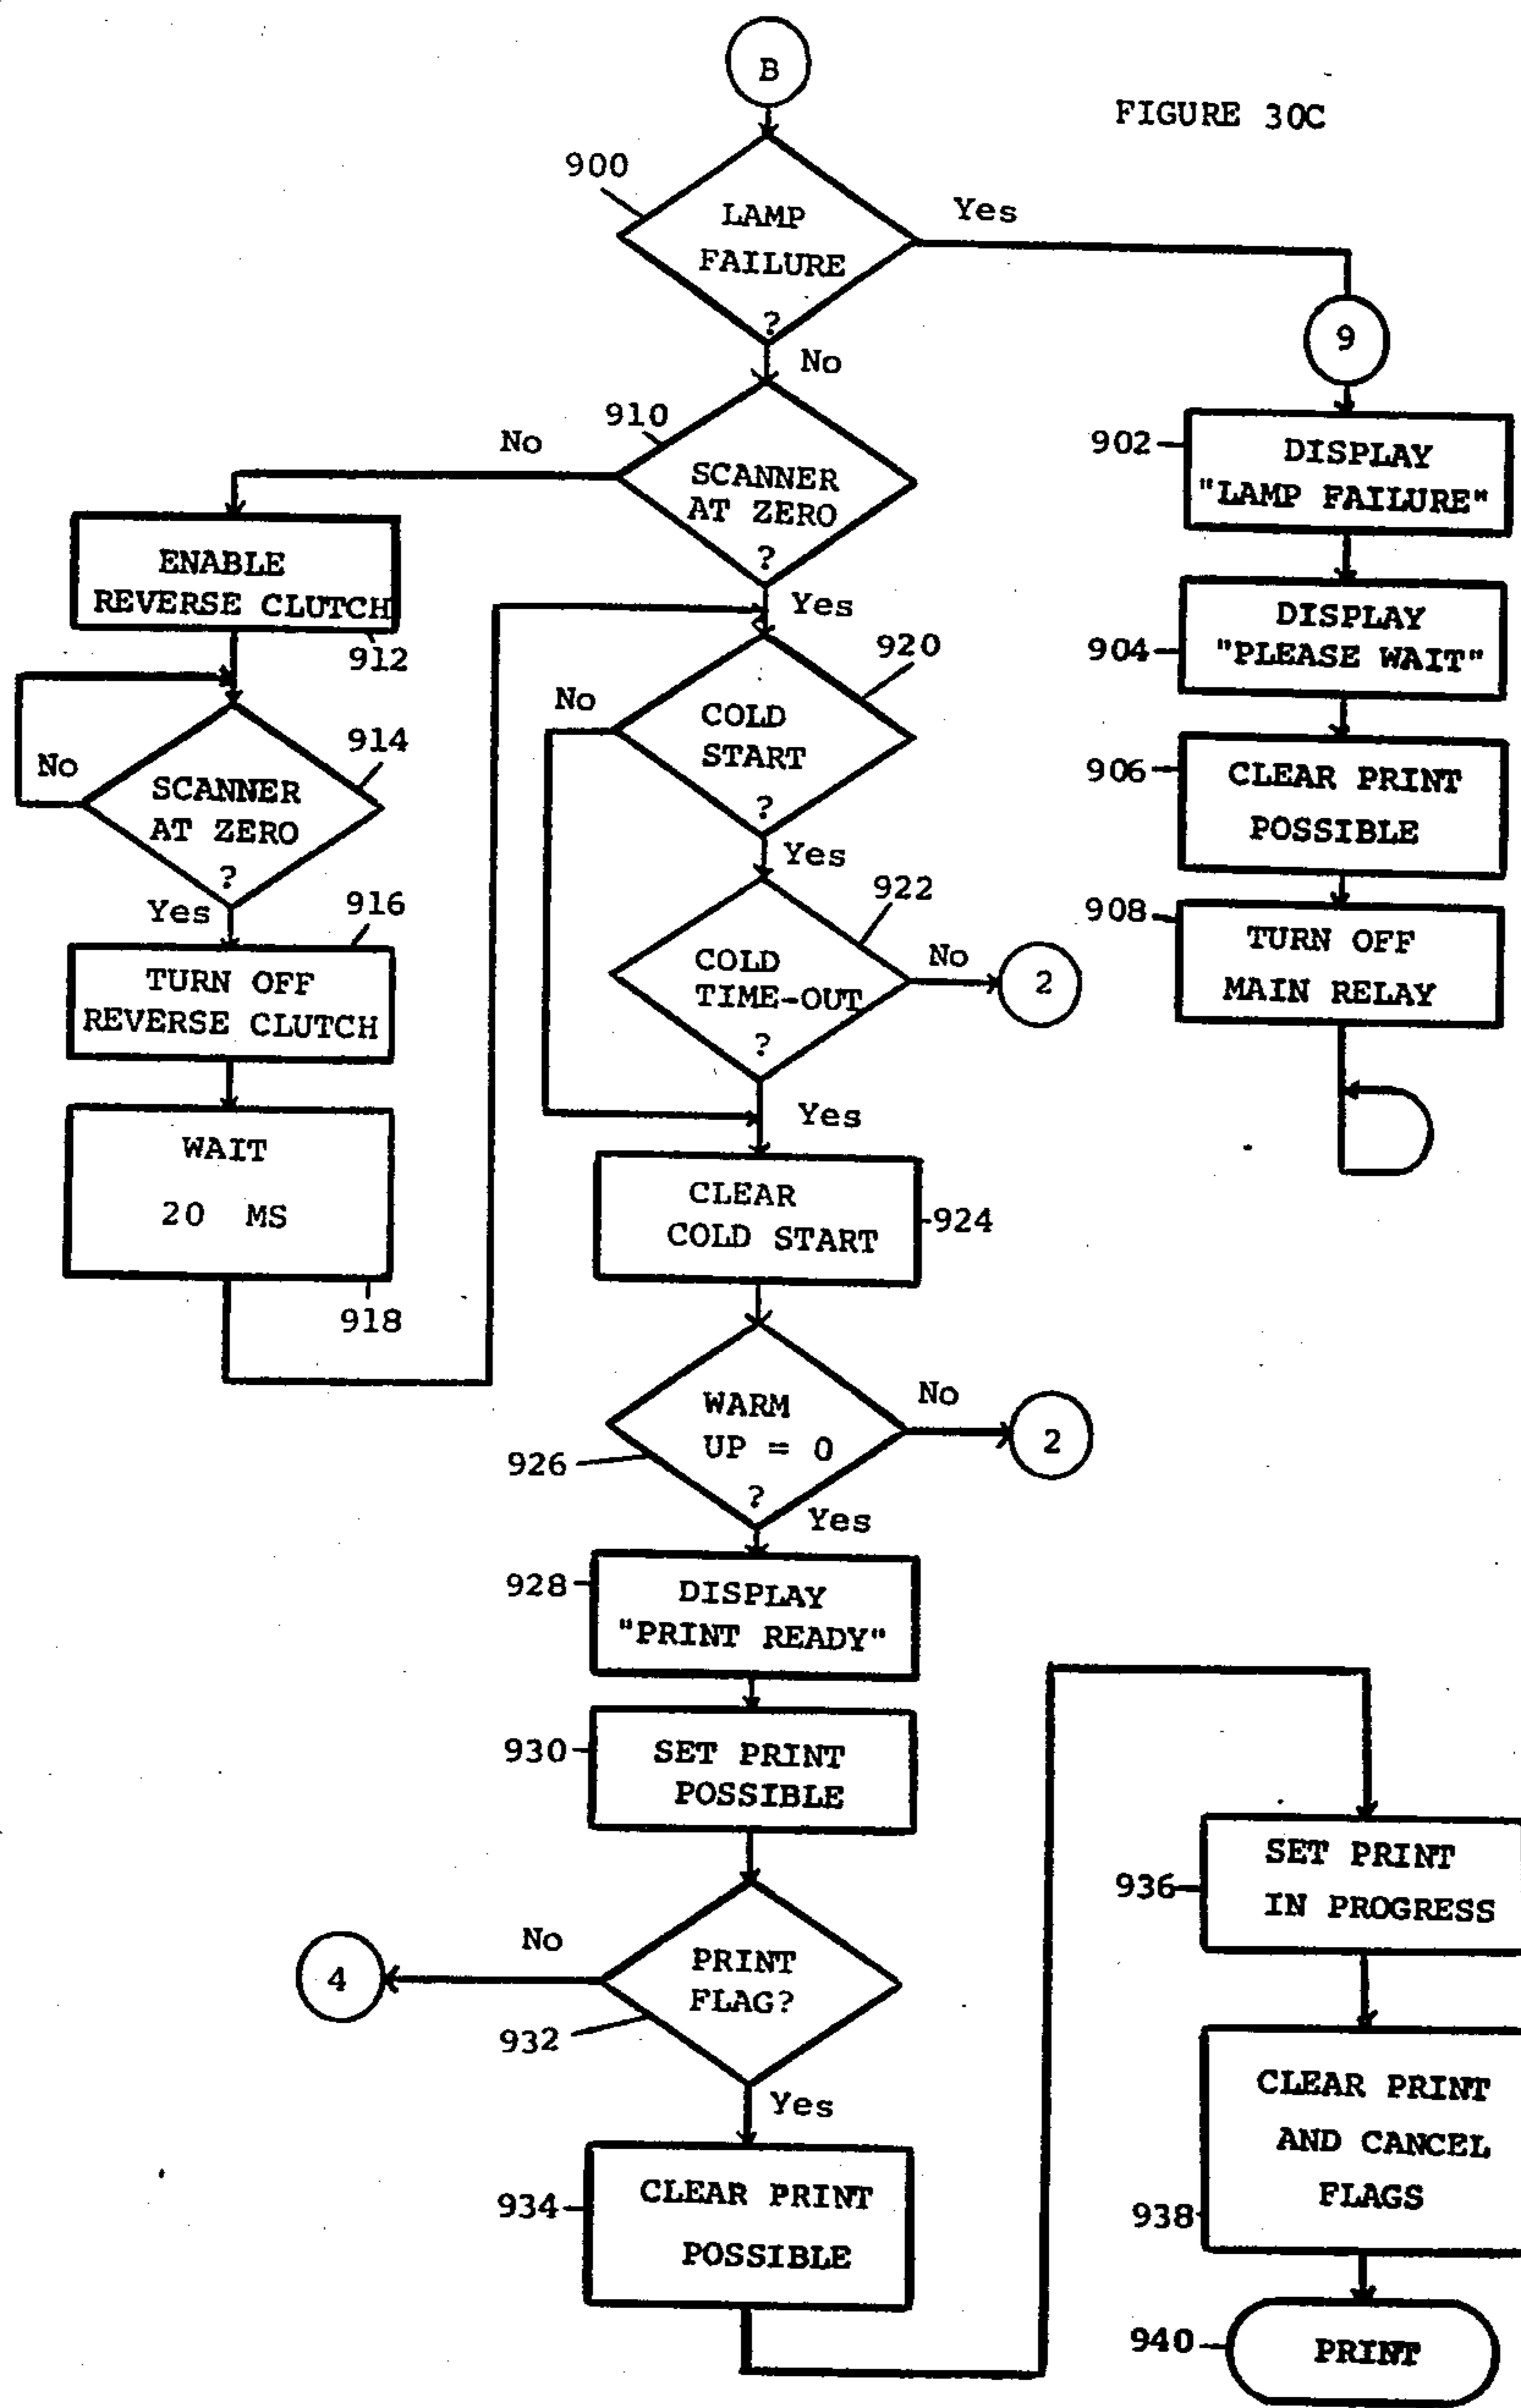 B
FIGURE 30C
900
LAMP
FAILURE
?
Yes
No
9
902
DISPLAY
"LAMP FAILURE"
904
DISPLAY
"PLEASE WAIT"
906
CLEAR PRINT
POSSIBLE
908
TURN OFF
MAIN RELAY
910
SCANNER
AT ZERO
?
No
Yes
ENABLE
REVERSE CLUTCH
912
914
SCANNER
AT ZERO
?
No
Yes
916
TURN OFF
REVERSE CLUTCH
WAIT
20 MS
918
920
COLD
START
?
No
Yes
922
COLD
TIME-OUT
?
No
2
Yes
CLEAR
COLD START
924
WARM
UP = 0
?
926
No
2
Yes
928
DISPLAY
"PRINT READY"
930
SET PRINT
POSSIBLE
PRINT
FLAG?
932
No
4
Yes
934
CLEAR PRINT
POSSIBLE
936
SET PRINT
IN PROGRESS
CLEAR PRINT
AND CANCEL
FLAGS
938
940
PRINT